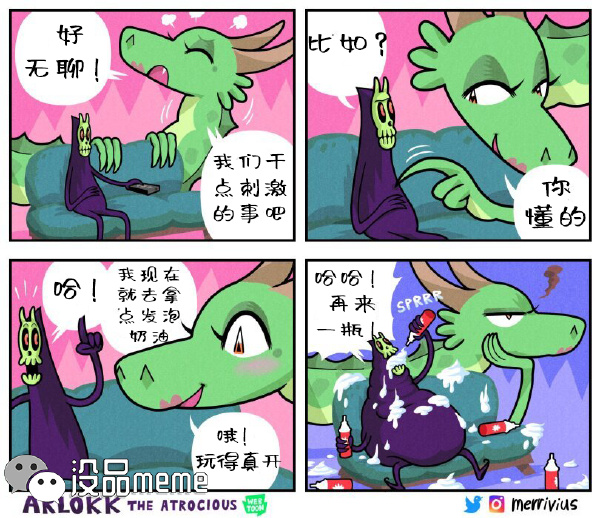 好
无聊！
我们干
点刺激
的事吧
比如？
你
懂的
哈！
我现在
就去拿
点发泡
奶油
哦！
玩得真开
哈哈！
再来
一瓶！
SPRRR
没品meme
ARLOKK THE ATROCIOUS WEB TOON
@merrivius